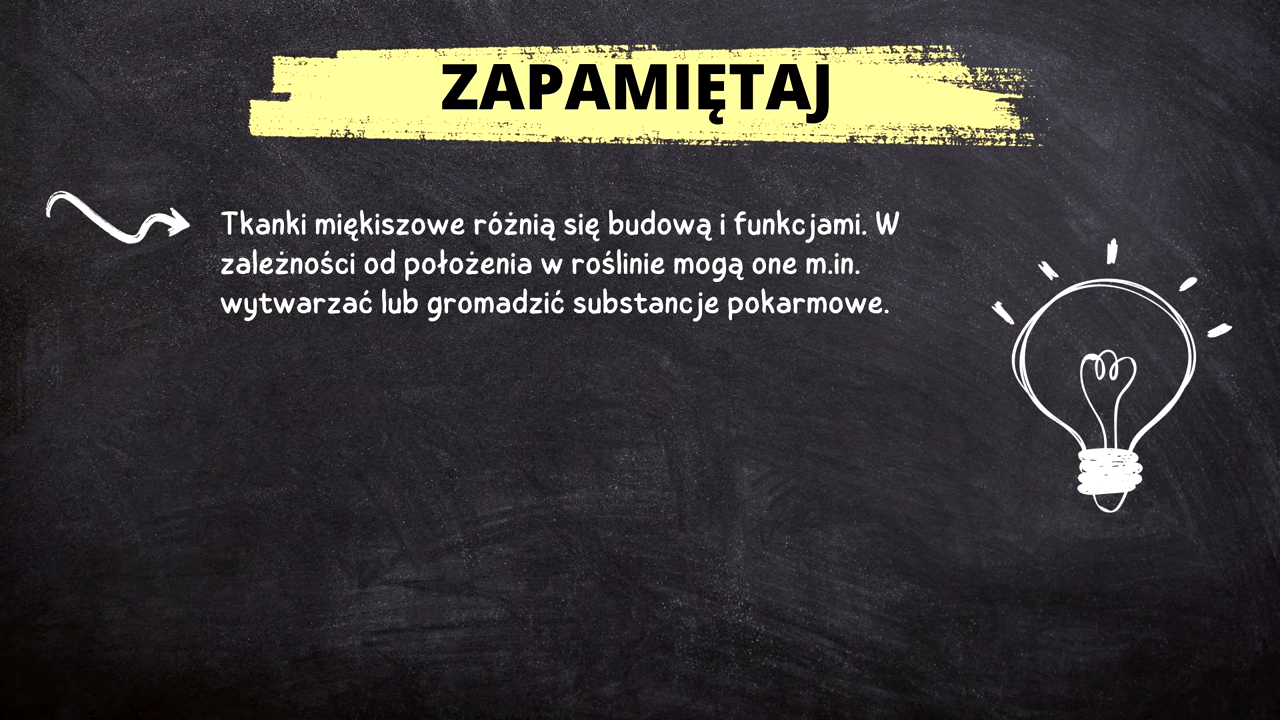 ZAPAMIĘTAJ
Tkanki miękiszowe różnią się budową i funkcjami. W
zależności od położenia w roślinie mogą one m.in.
wytwarzać lub gromadzić substancje pokarmowe.